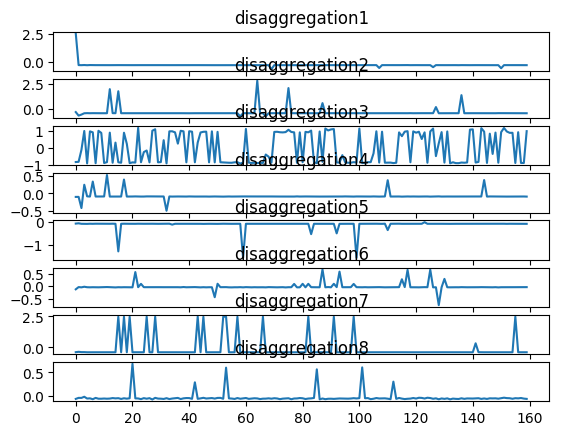 disaggregation1
2.5
0.0
disaggregation2
2.5
0.0
disaggregation3
1
0
−1
disaggregation4
0.5
0.0
−0.5
disaggregation5
0
−1
disaggregation6
0.5
0.0
−0.5
disaggregation7
2.5
0.0
disaggregation8
0.5
0.0
0 20 40 60 80 100 120 140 160